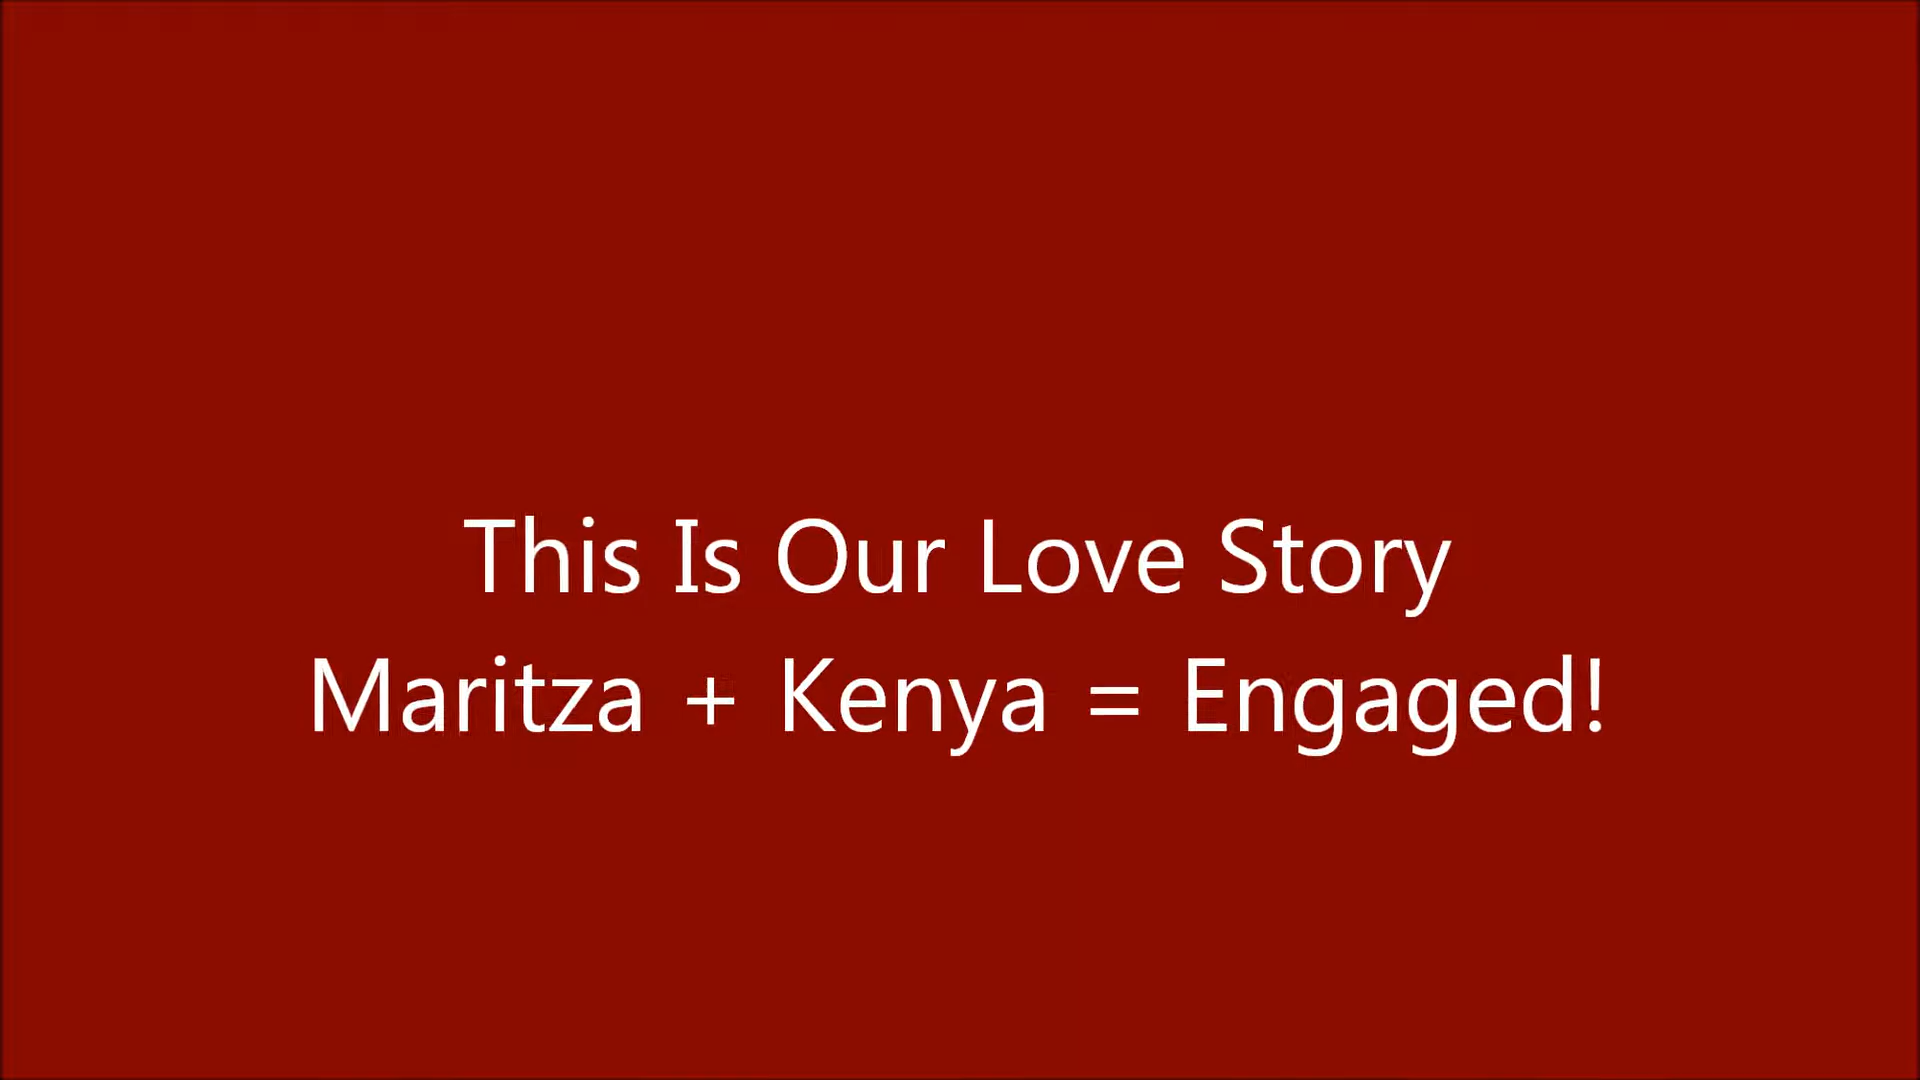 This Is Our Love Story
Maritza + Kenya = Engaged!